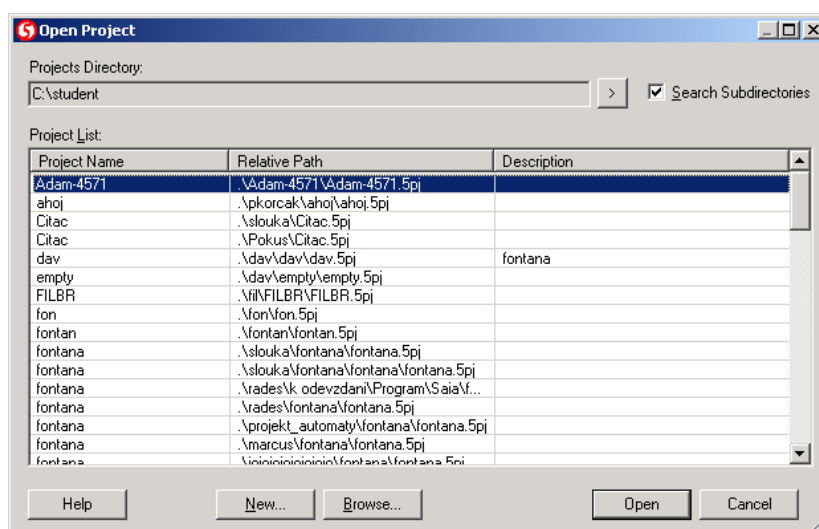 Open Project
Projects Directory:
C:\student > Search Subdirectories
Project List:
Project Name Relative Path Description
Adam-4571 .\Adam-4571\Adam-4571.5pj
ahoj .\pkorcak\ahoj\ahoj.5pj
Citac .\slouka\Citac.5pj
Citac .\Pokus\Citac.5pj
dav .\dav\dav\dav.5pj fontana
empty .\dav\empty\empty.5pj
FILBR .\fil\FILBR\FILBR.5pj
fon .\fon\fon.5pj
fontan .\fontan\fontan.5pj
fontana .\slouka\fontana\fontana.5pj
fontana .\slouka\fontana\fontana\fontana.5pj
fontana .\rades\k odevzdani\Program\Saia\f...
fontana .\rades\fontana\fontana.5pj
fontana .\projekt_automaty\fontana\fontana.5pj
fontana .\marcus\fontana\fontana.5pj
fontana
Help New... Browse... Open Cancel